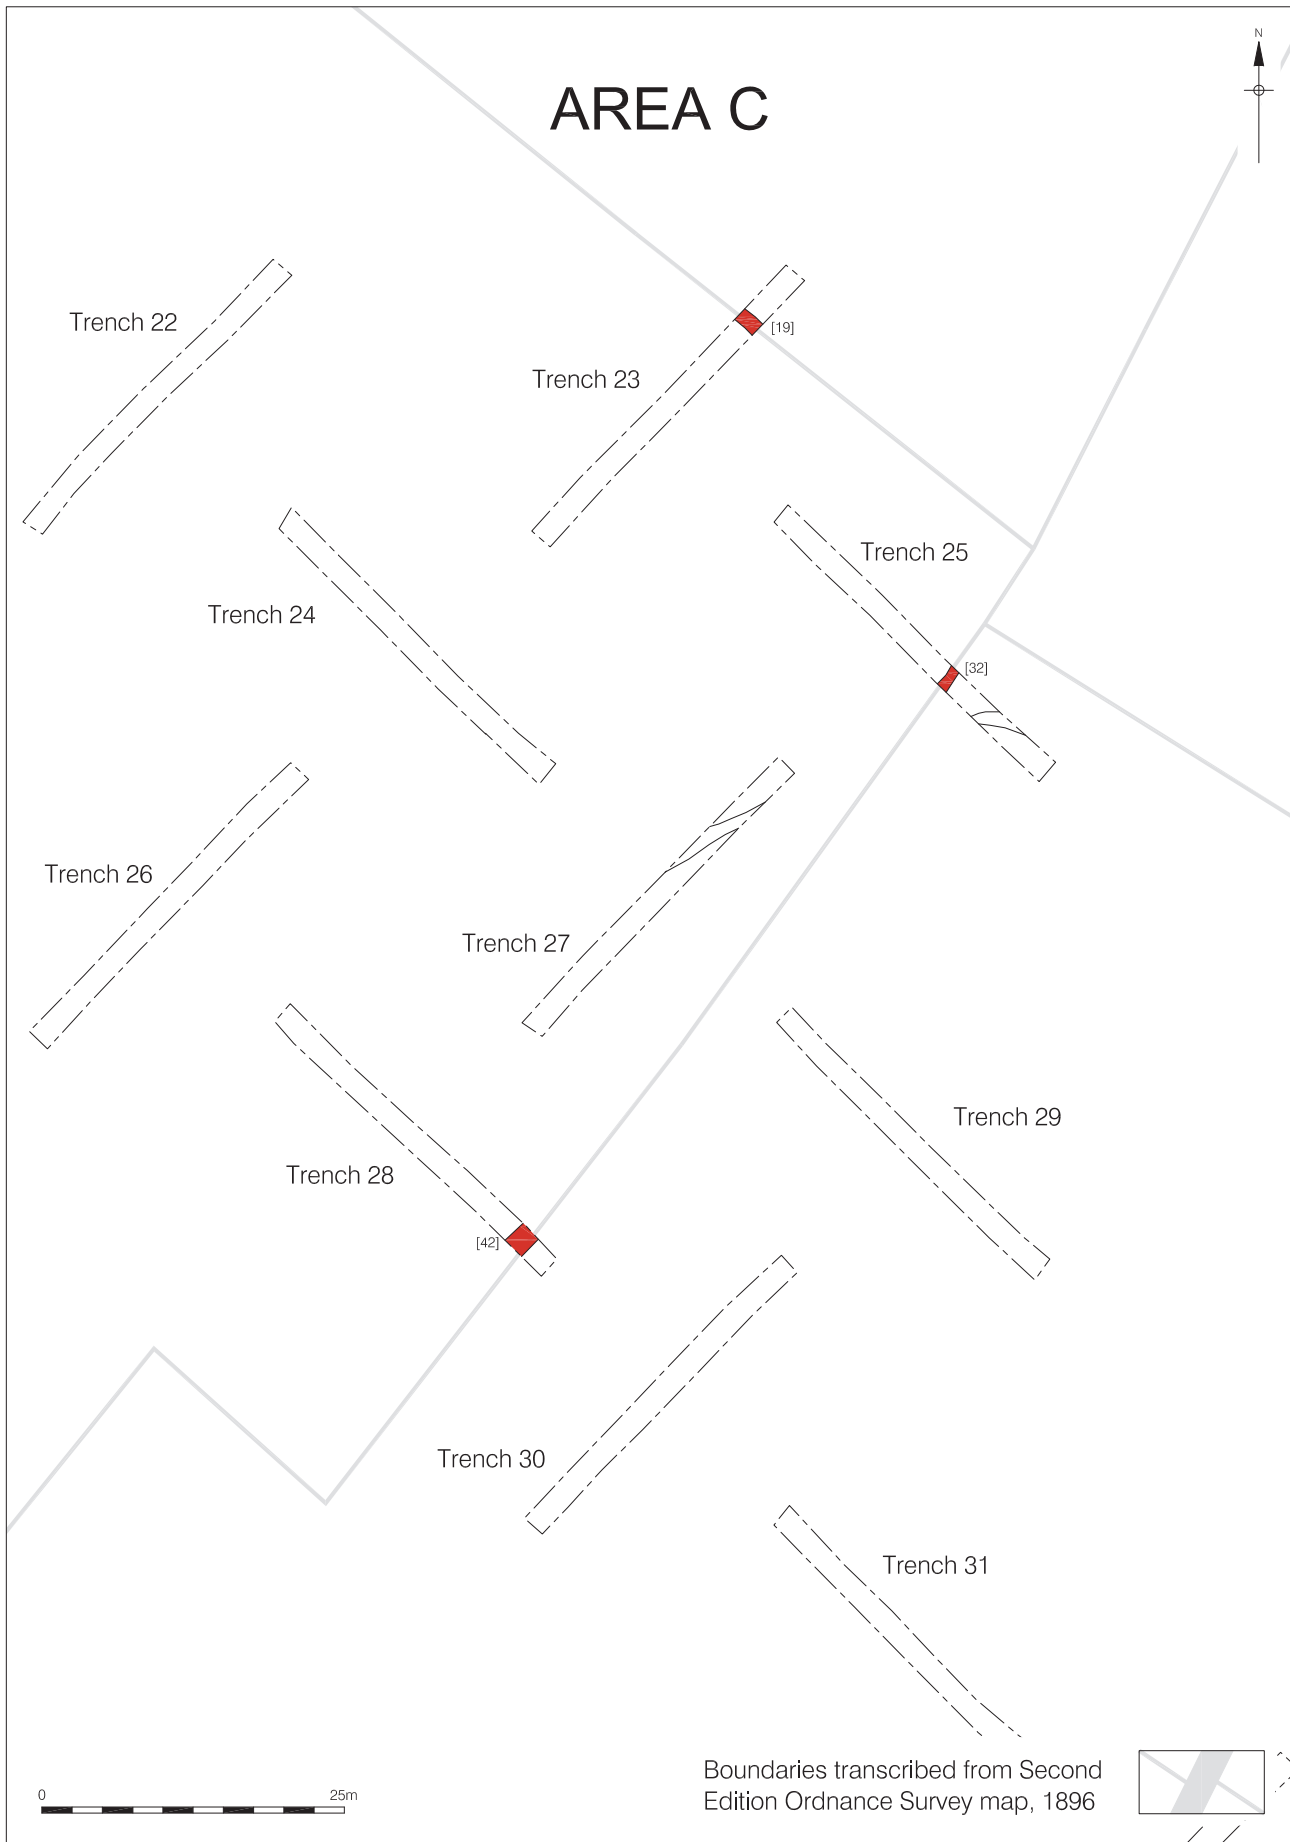 N
AREA C
Trench 22
[19]
Trench 23
Trench 25
Trench 24
[32]
Trench 26
Trench 27
Trench 29
Trench 28
[42]
Trench 30
Trench 31
Boundaries transcribed from Second
Edition Ordnance Survey map, 1896
0 25m